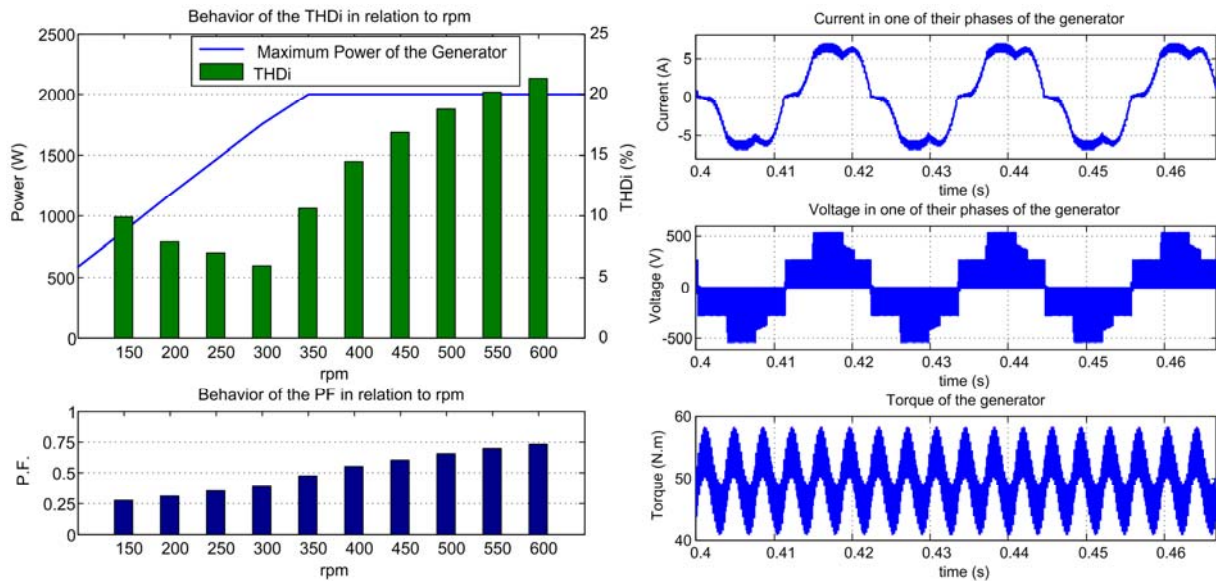 Behavior of the THDi in relation to rpm
2500
2000
1500
1000
500
0
Power (W)
25
20
15
10
5
0
THDi (%)
Maximum Power of the Generator
THDi
150 200 250 300 350 400 450 500 550 600
rpm
Behavior of the PF in relation to rpm
1
0.75
0.5
0.25
0
P.F.
150 200 250 300 350 400 450 500 550 600
rpm
Current in one of their phases of the generator
5
0
-5
Current (A)
0.4 0.41 0.42 0.43 0.44 0.45 0.46
time (s)
Voltage in one of their phases of the generator
500
0
-500
Voltage (V)
0.4 0.41 0.42 0.43 0.44 0.45 0.46
time (s)
Torque of the generator
60
50
40
Torque (N.m)
0.4 0.41 0.42 0.43 0.44 0.45 0.46
time (s)